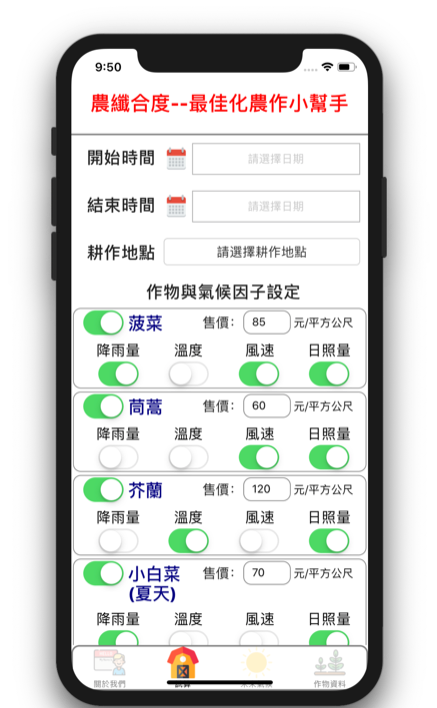 9:50
農纖合度--最佳化農作小幫手
開始時間 請選擇日期
結束時間 請選擇日期
耕作地點 請選擇耕作地點
作物與氣候因子設定
菠菜 售價： 85 元/平方公尺
降雨量 溫度 風速 日照量
茼蒿 售價： 60 元/平方公尺
降雨量 溫度 風速 日照量
芥蘭 售價： 120 元/平方公尺
降雨量 溫度 風速 日照量
小白菜 售價： 70 元/平方公尺
(夏天)
降雨量 溫度 風速 日照量
關於我們 作物資料